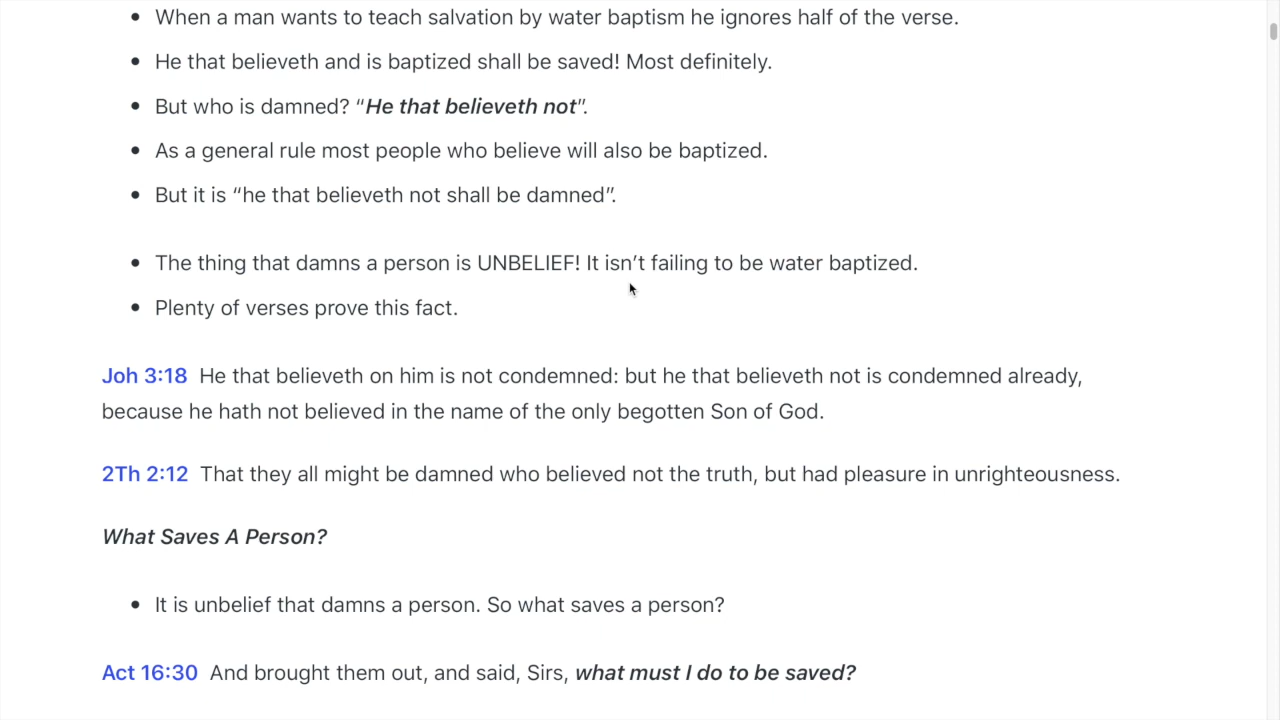 • When a man wants to teach salvation by water baptism he ignores half of the verse.
• He that believeth and is baptized shall be saved! Most definitely.
• But who is damned? “He that believeth not”.
• As a general rule most people who believe will also be baptized.
• But it is “he that believeth not shall be damned”.
• The thing that damns a person is UNBELIEF! It isn’t failing to be water baptized.
• Plenty of verses prove this fact.
Joh 3:18 He that believeth on him is not condemned: but he that believeth not is condemned already,
because he hath not believed in the name of the only begotten Son of God.
2Th 2:12 That they all might be damned who believed not the truth, but had pleasure in unrighteousness.
What Saves A Person?
• It is unbelief that damns a person. So what saves a person?
Act 16:30 And brought them out, and said, Sirs, what must I do to be saved?